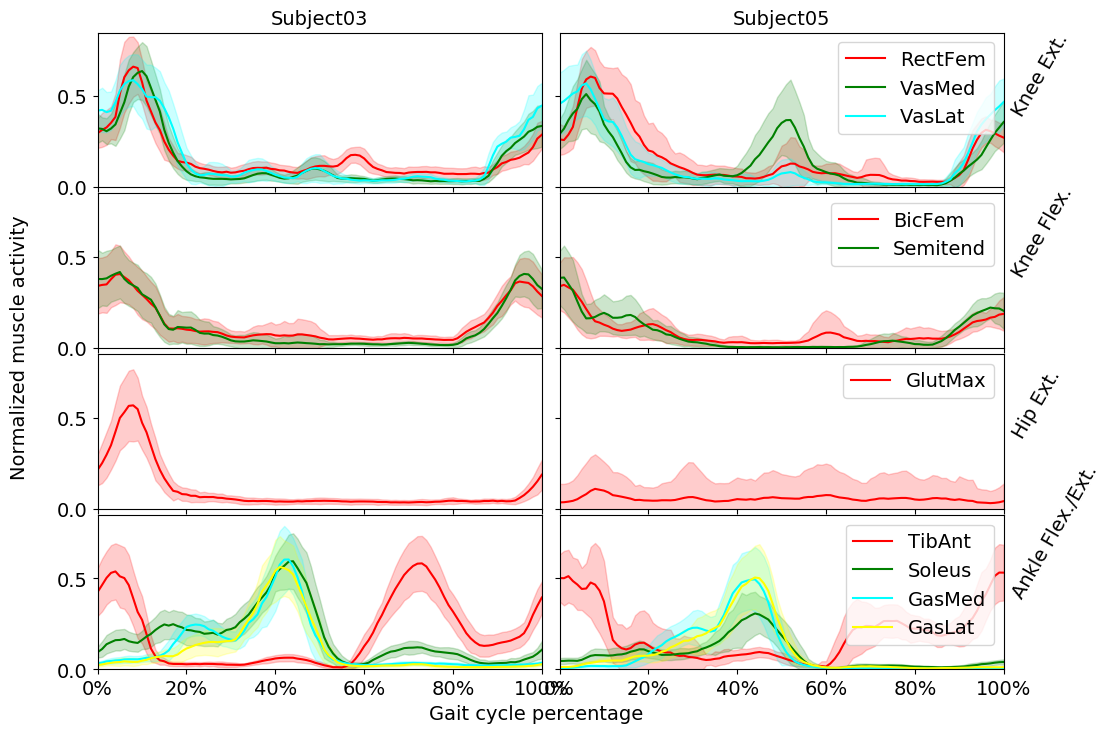 Subject03
Subject05
Normalized muscle activity
0.5
0.0
RectFem
VasMed
VasLat
Knee Ext.
0.5
0.0
BicFem
Semitend
Knee Flex.
0.5
0.0
GlutMax
Hip Ext.
0.5
0.0
TibAnt
Soleus
GasMed
GasLat
Ankle Flex./Ext.
0% 20% 40% 60% 80% 100%
0% 20% 40% 60% 80% 100%
Gait cycle percentage